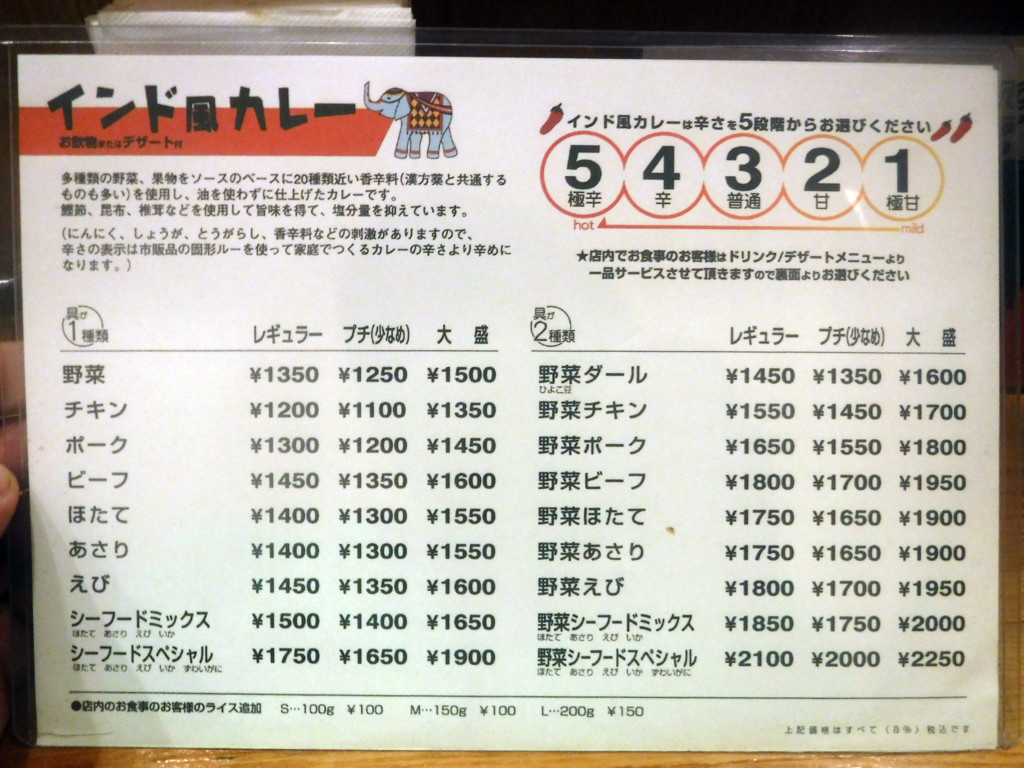 インド風カレー
お飲物またはデザート付
多種類の野菜、果物をソースのベースに20種類近い香辛料(漢方薬と共通する
ものも多い)を使用し、油を使わずに仕上げたカレーです。
鰹節、昆布、椎茸などを使用して旨味を得て、塩分量を抑えています。
(にんにく、しょうが、とうがらし、香辛料などの刺激がありますので、
辛さの表示は市販品の固形ルーを使って家庭でつくるカレーの辛さより辛めに
なります。)
インド風カレーは辛さを5段階からお選びください
5 4 3 2 1
極辛 辛 普通 甘 極甘
hot mild
★店内でお食事のお客様はドリンク/デザートメニューより
一品サービスさせて頂きますので裏面よりお選びください
具が1種類 レギュラー プチ(少なめ) 大盛
野菜 ¥1350 ¥1250 ¥1500
チキン ¥1200 ¥1100 ¥1350
ポーク ¥1300 ¥1200 ¥1450
ビーフ ¥1450 ¥1350 ¥1600
ほたて ¥1400 ¥1300 ¥1550
あさり ¥1400 ¥1300 ¥1550
えび ¥1450 ¥1350 ¥1600
シーフードミックス ¥1500 ¥1400 ¥1650
ほたて あさり えび いか
シーフードスペシャル ¥1750 ¥1650 ¥1900
ほたて あさり えび いか ずわいがに
具が2種類 レギュラー プチ(少なめ) 大盛
野菜ダール ¥1450 ¥1350 ¥1600
ひよこ豆
野菜チキン ¥1550 ¥1450 ¥1700
野菜ポーク ¥1650 ¥1550 ¥1800
野菜ビーフ ¥1800 ¥1700 ¥1950
野菜ほたて ¥1750 ¥1650 ¥1900
野菜あさり ¥1750 ¥1650 ¥1900
野菜えび ¥1800 ¥1700 ¥1950
野菜シーフードミックス ¥1850 ¥1750 ¥2000
ほたて あさり えび いか
野菜シーフードスペシャル ¥2100 ¥2000 ¥2250
ほたて あさり えび いか ずわいがに
●店内のお食事のお客様のライス追加 S…100g ¥100 M…150g ¥100 L…200g ¥150
上記価格はすべて(8%)税込です